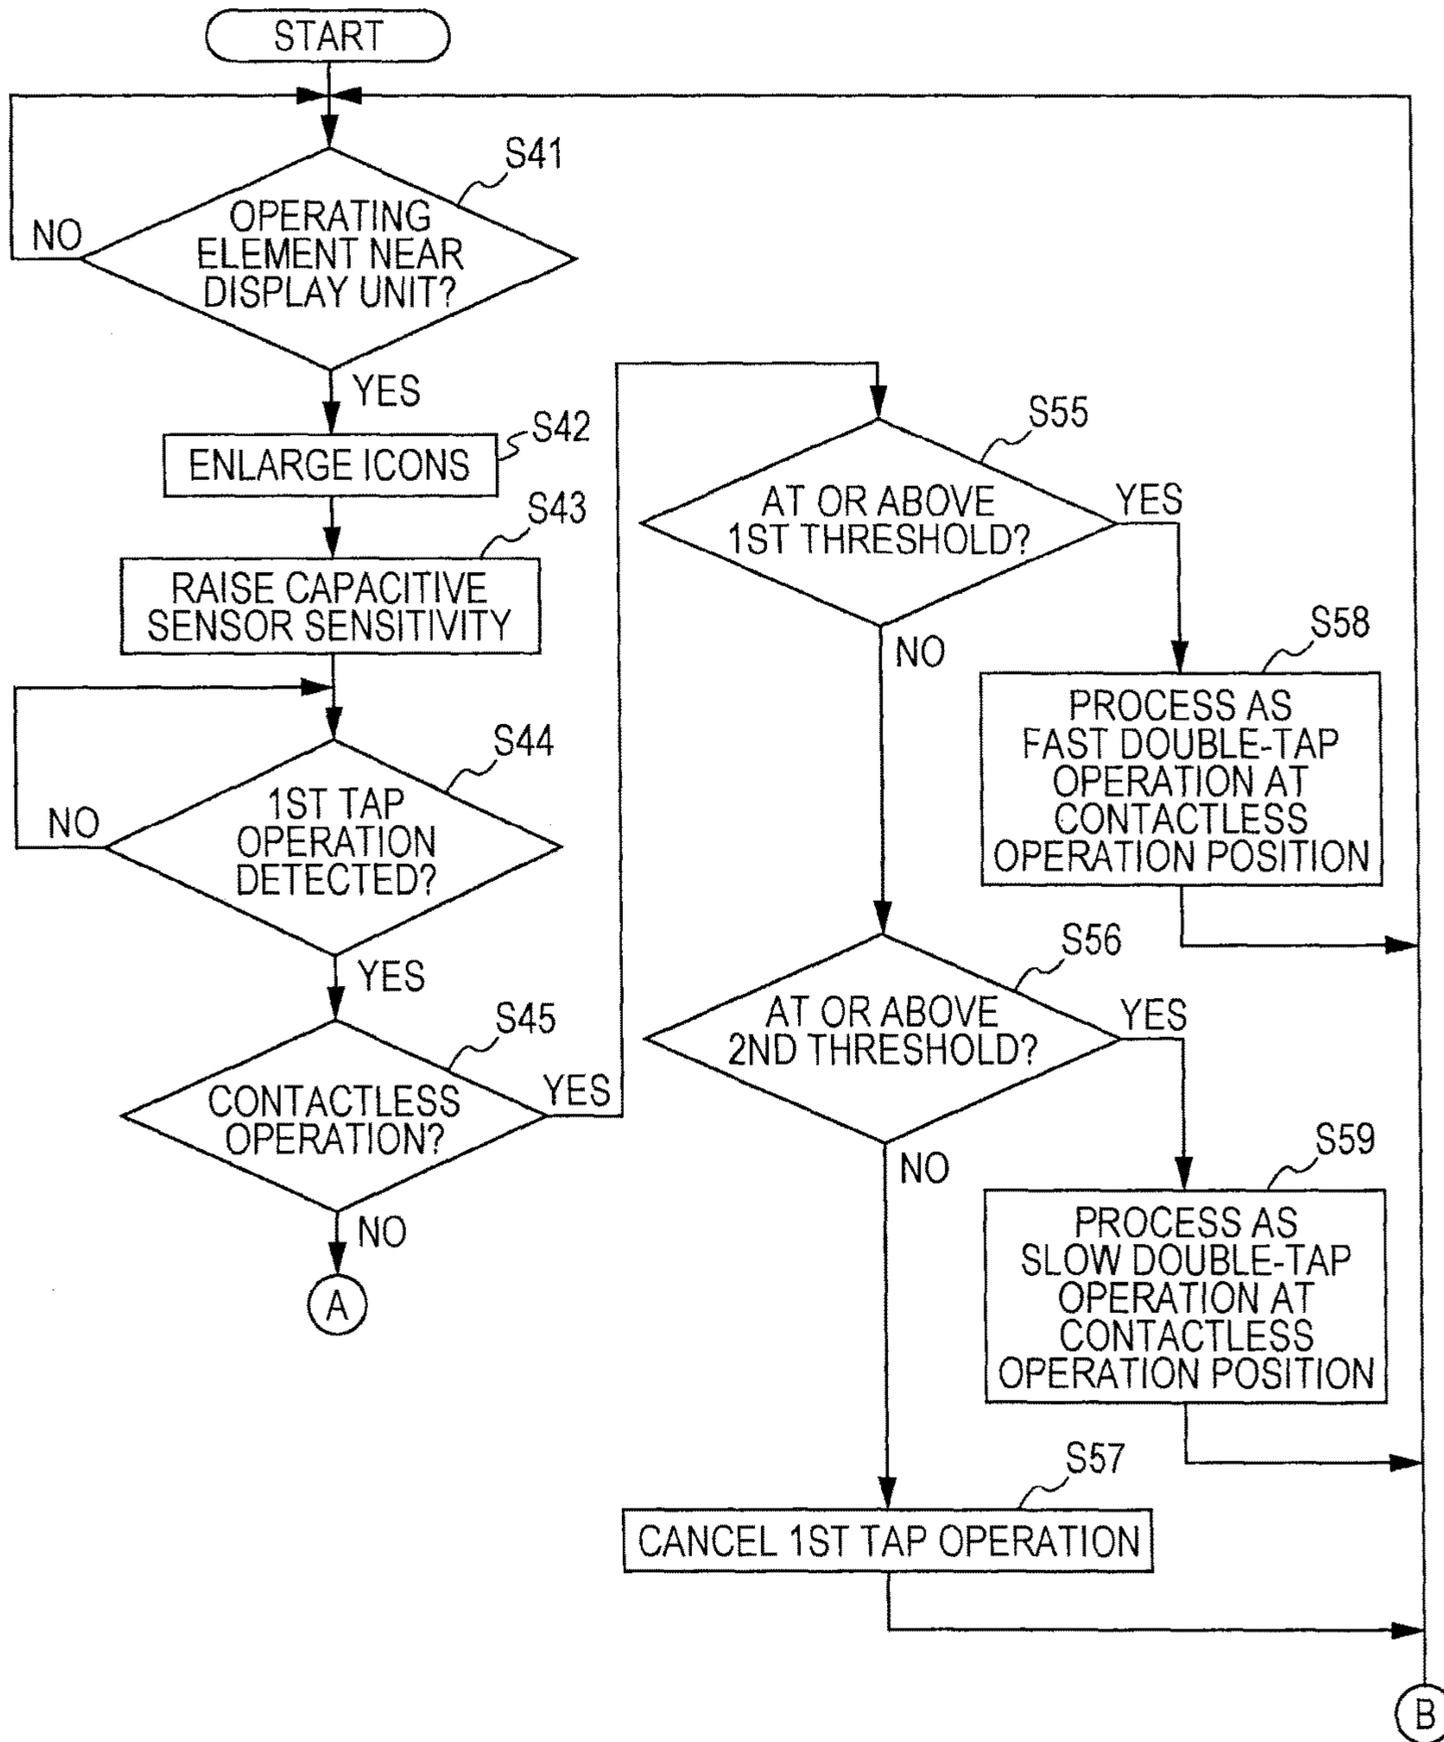 START
S41
OPERATING
ELEMENT NEAR
DISPLAY UNIT?
NO
YES
S42
ENLARGE ICONS
S43
RAISE CAPACITIVE
SENSOR SENSITIVITY
S44
1ST TAP
OPERATION
DETECTED?
NO
YES
S45
CONTACTLESS
OPERATION?
YES
NO
A
S55
AT OR ABOVE
1ST THRESHOLD?
YES
NO
S58
PROCESS AS
FAST DOUBLE-TAP
OPERATION AT
CONTACTLESS
OPERATION POSITION
S56
AT OR ABOVE
2ND THRESHOLD?
YES
NO
S59
PROCESS AS
SLOW DOUBLE-TAP
OPERATION AT
CONTACTLESS
OPERATION POSITION
S57
CANCEL 1ST TAP OPERATION
B